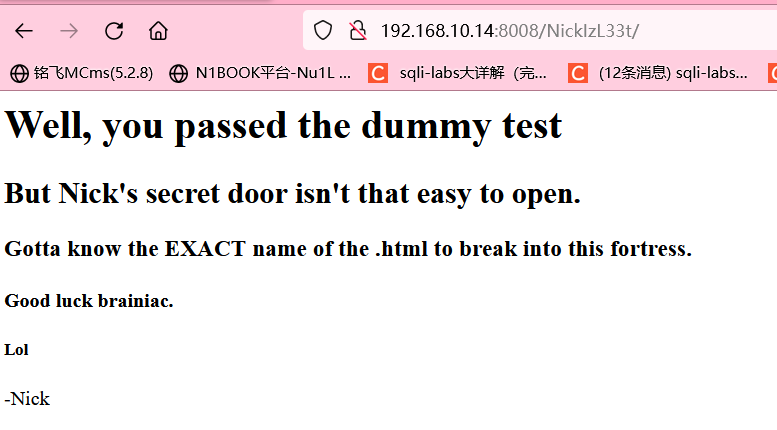 192.168.10.14:8008/NickIzL33t/
铭飞MCms(5.2.8) N1BOOK平台-Nu1L ... C sqli-labs大详解（完... C (12条消息) sqli-labs...
Well, you passed the dummy test
But Nick's secret door isn't that easy to open.
Gotta know the EXACT name of the .html to break into this fortress.
Good luck brainiac.
Lol
-Nick